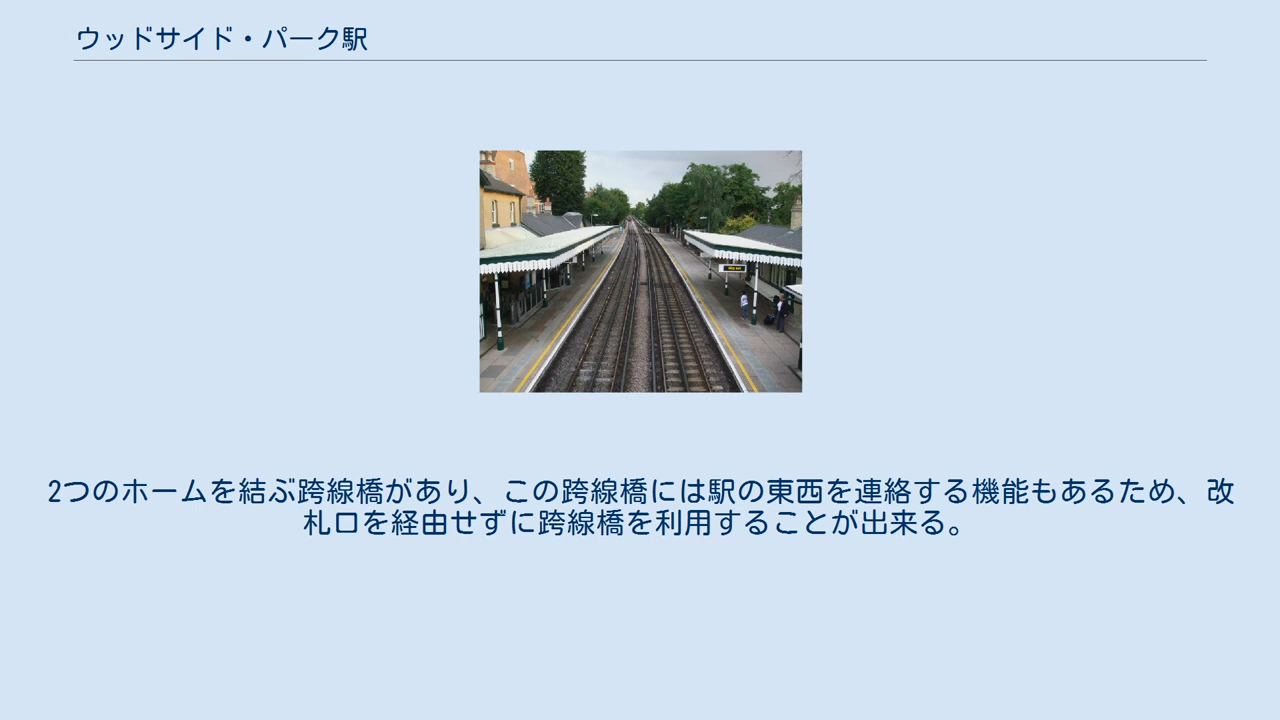 ウッドサイド・パーク駅
2つのホームを結ぶ跨線橋があり、この跨線橋には駅の東西を連絡する機能もあるため、改
札口を経由せずに跨線橋を利用することが出来る。